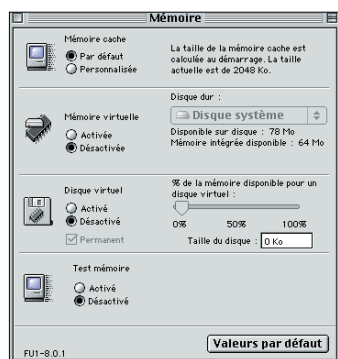 Mémoire
Mémoire cache
Par défaut
Personnalisée
La taille de la mémoire cache est
calculée au démarrage. La taille
actuelle est de 2048 Ko.
Disque dur :
Mémoire virtuelle
Disque système
Activée
Désactivée
Disponible sur disque : 78 Mo
Mémoire intégrée disponible : 64 Mo
Disque virtuel
% de la mémoire disponible pour un
disque virtuel :
Activé
Désactivé
Permanent
0% 50% 100%
Taille du disque : 0 Ko
Test mémoire
Activé
Désactivé
FU1-8.0.1
Valeurs par défaut